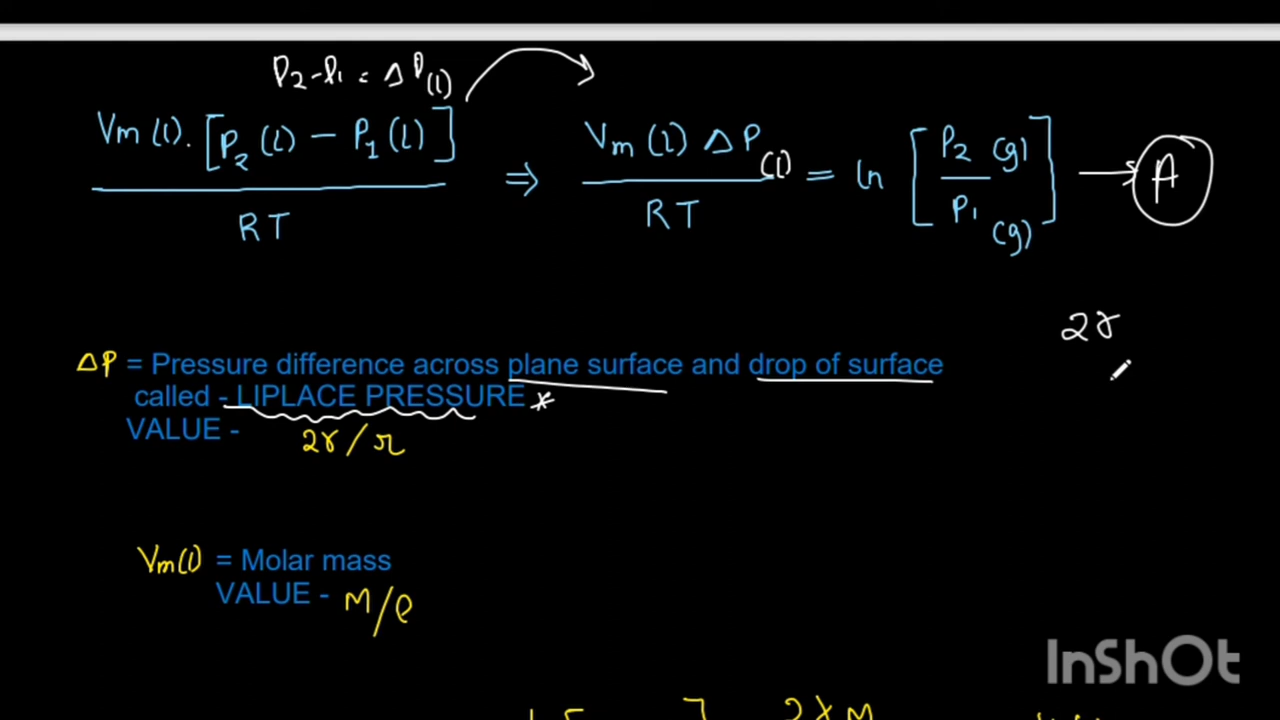 P2-P1 = ΔP(l)
Vm(l).[P2(l) − P1(l)] / RT ⇒ Vm(l) ΔP(l) / RT = ln [P2(g) / P1(g)] → A
2γ
ΔP = Pressure difference across plane surface and drop of surface
called - LIPLACE PRESSURE *
VALUE - 2γ/r
Vm(l) = Molar mass
VALUE - M/ρ
InShOt